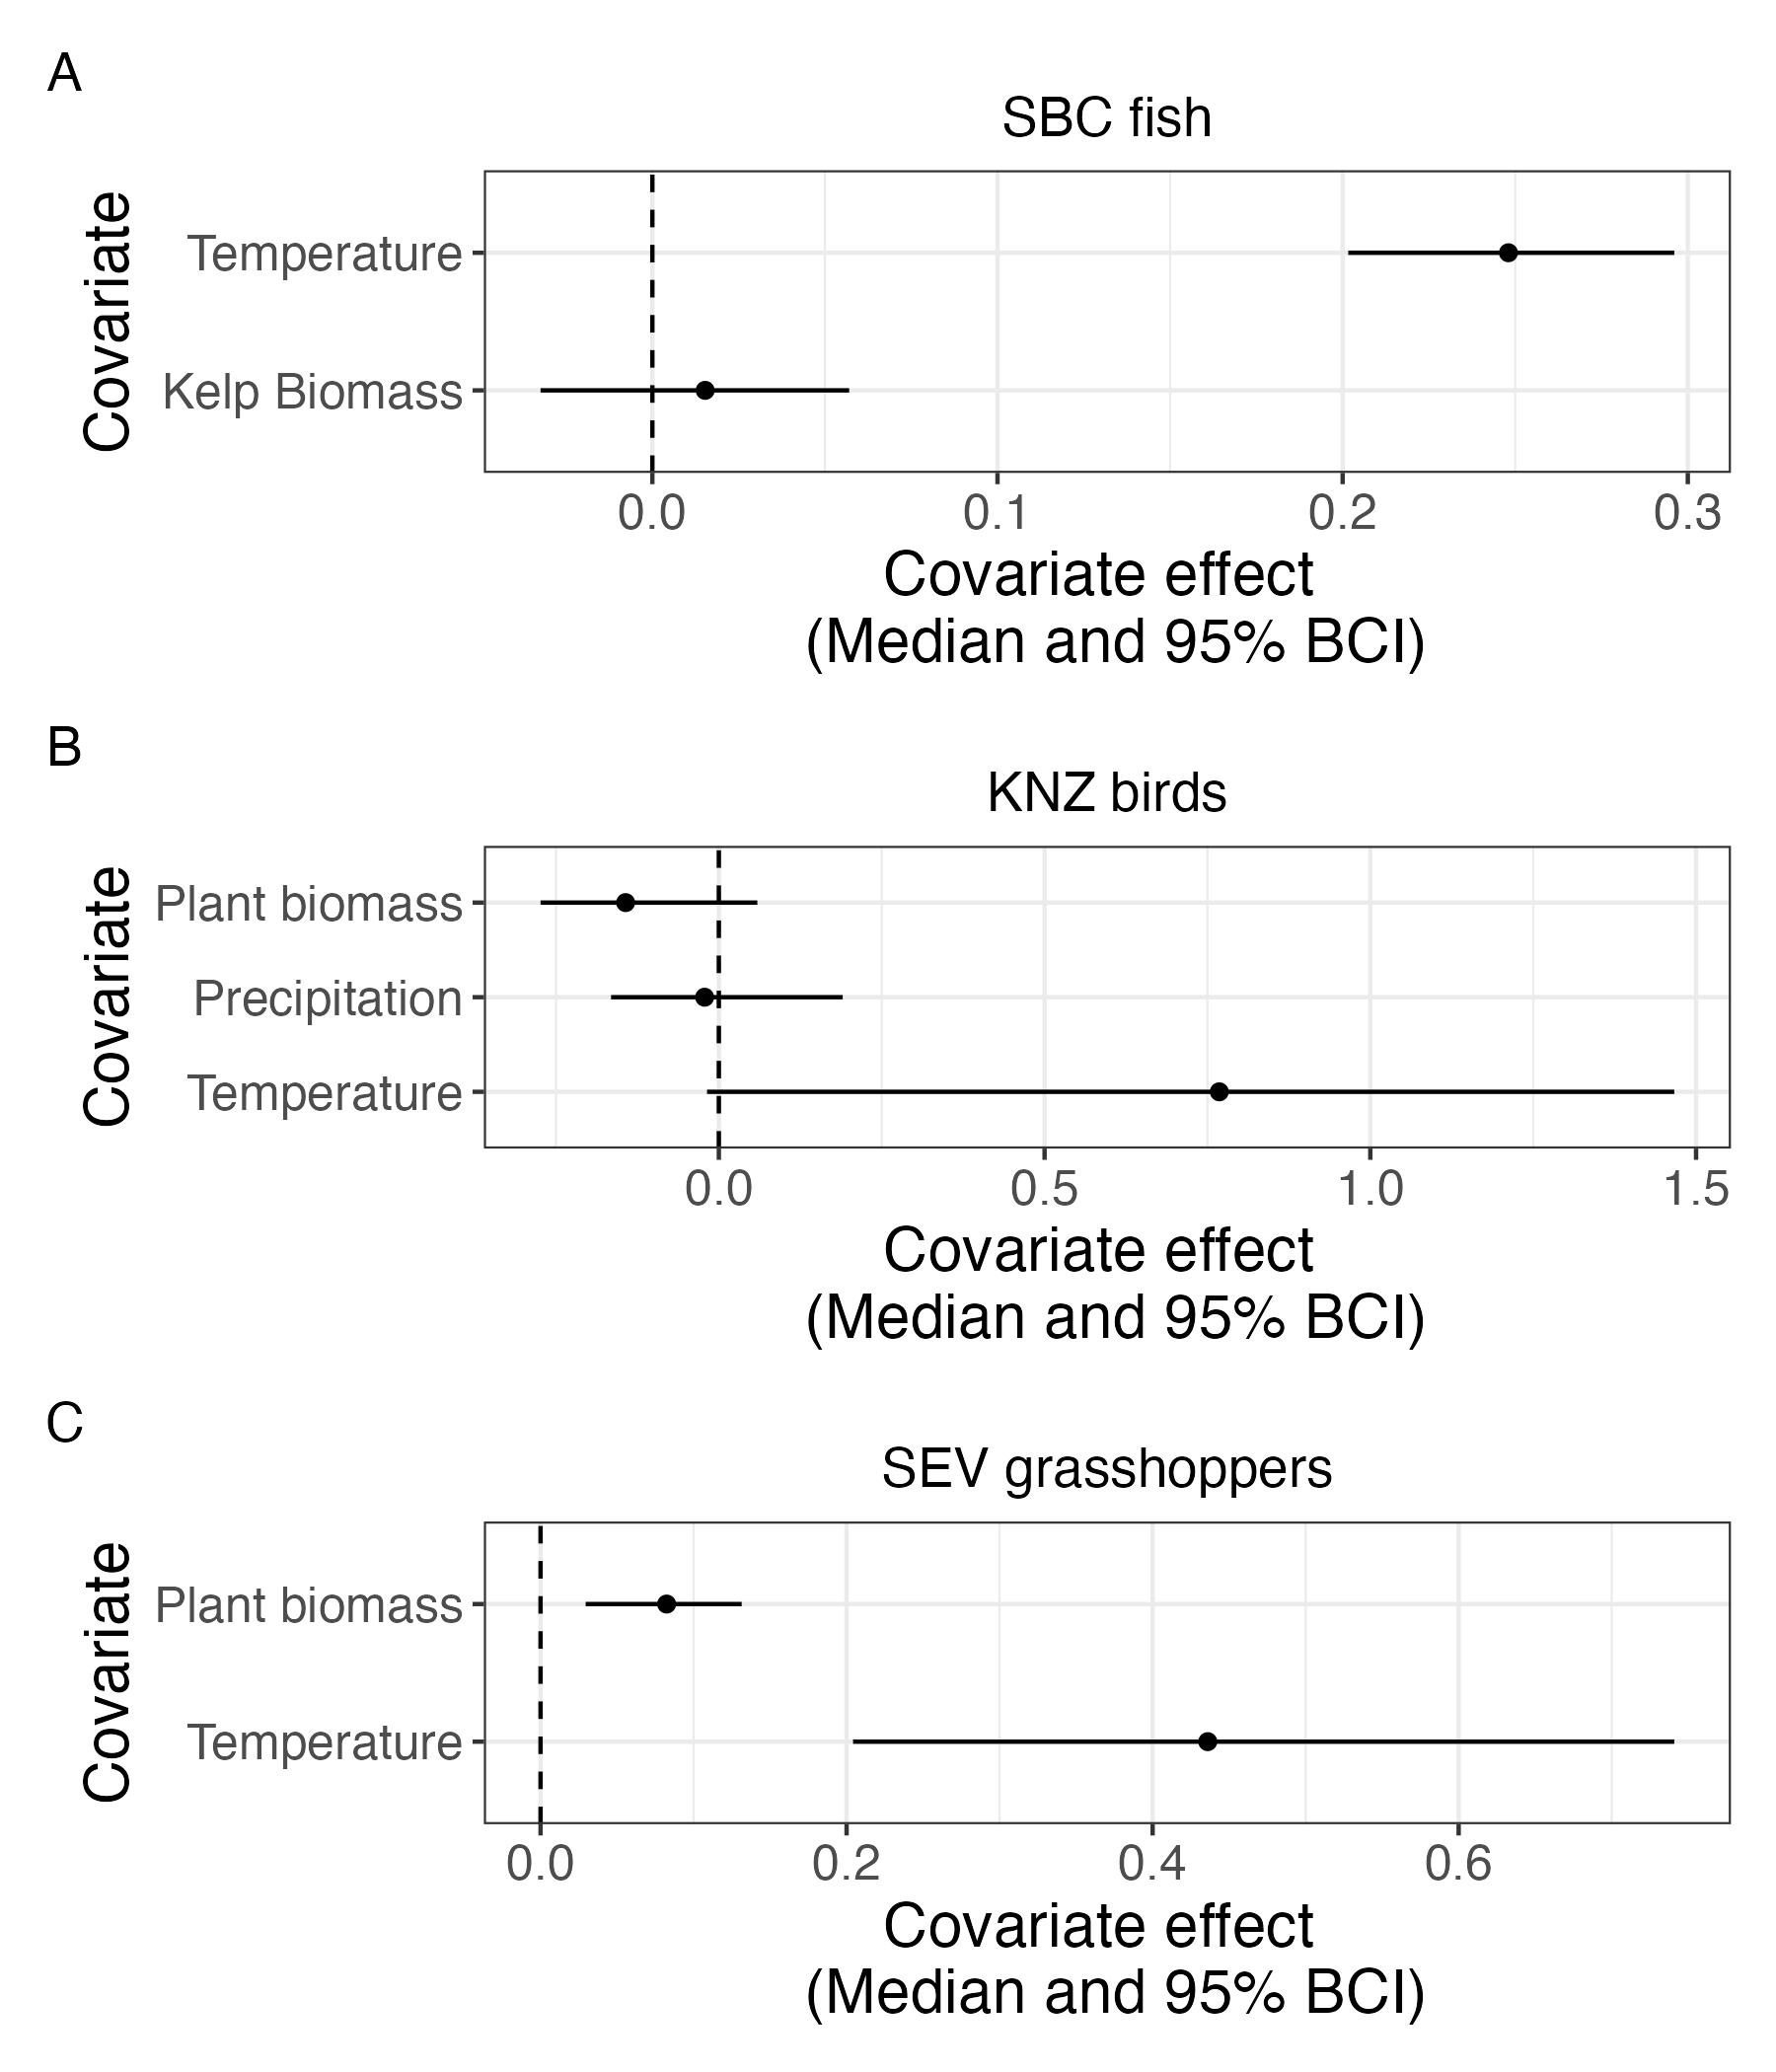 A
SBC fish
Covariate
Temperature
Kelp Biomass
0.0 0.1 0.2 0.3
Covariate effect
(Median and 95% BCI)
B
KNZ birds
Covariate
Plant biomass
Precipitation
Temperature
0.0 0.5 1.0 1.5
Covariate effect
(Median and 95% BCI)
C
SEV grasshoppers
Covariate
Plant biomass
Temperature
0.0 0.2 0.4 0.6
Covariate effect
(Median and 95% BCI)